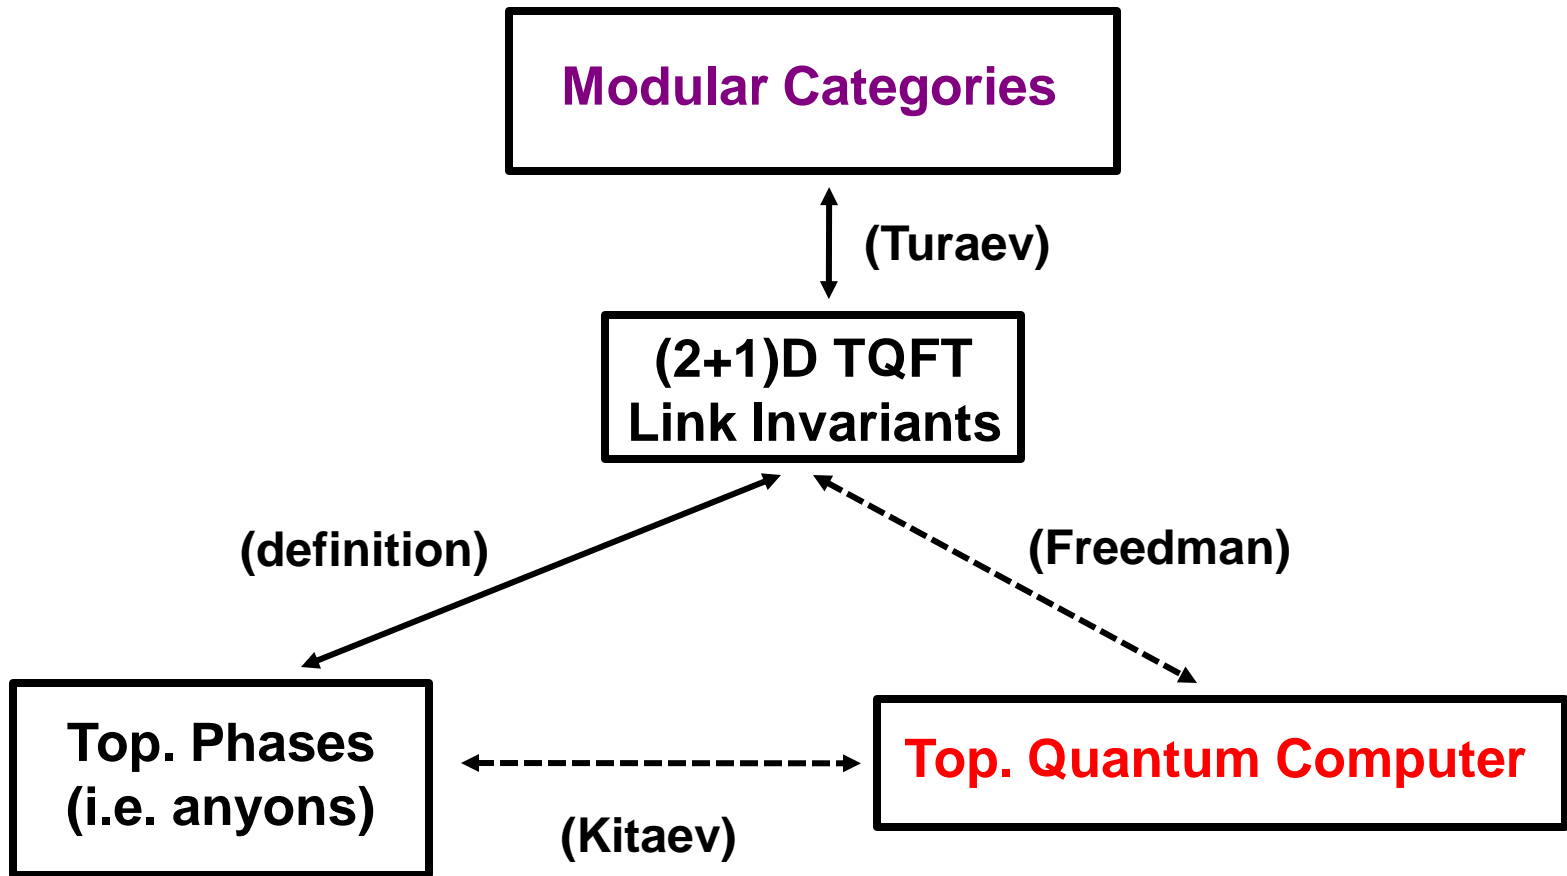 Modular Categories
(Turaev)
(2+1)D TQFT
Link Invariants
(definition)
(Freedman)
Top. Phases
(i.e. anyons)
Top. Quantum Computer
(Kitaev)